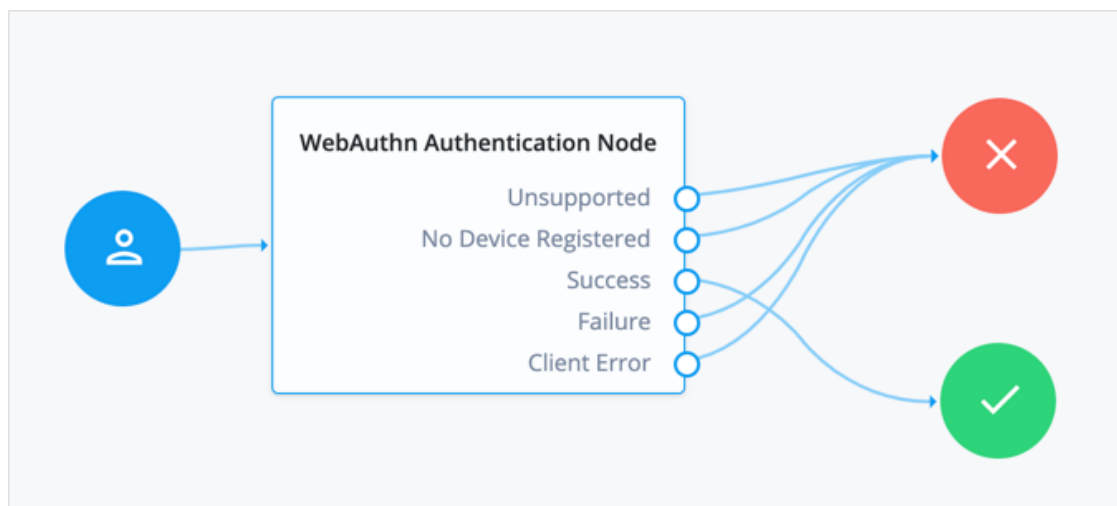 WebAuthn Authentication Node
Unsupported
No Device Registered
Success
Failure
Client Error